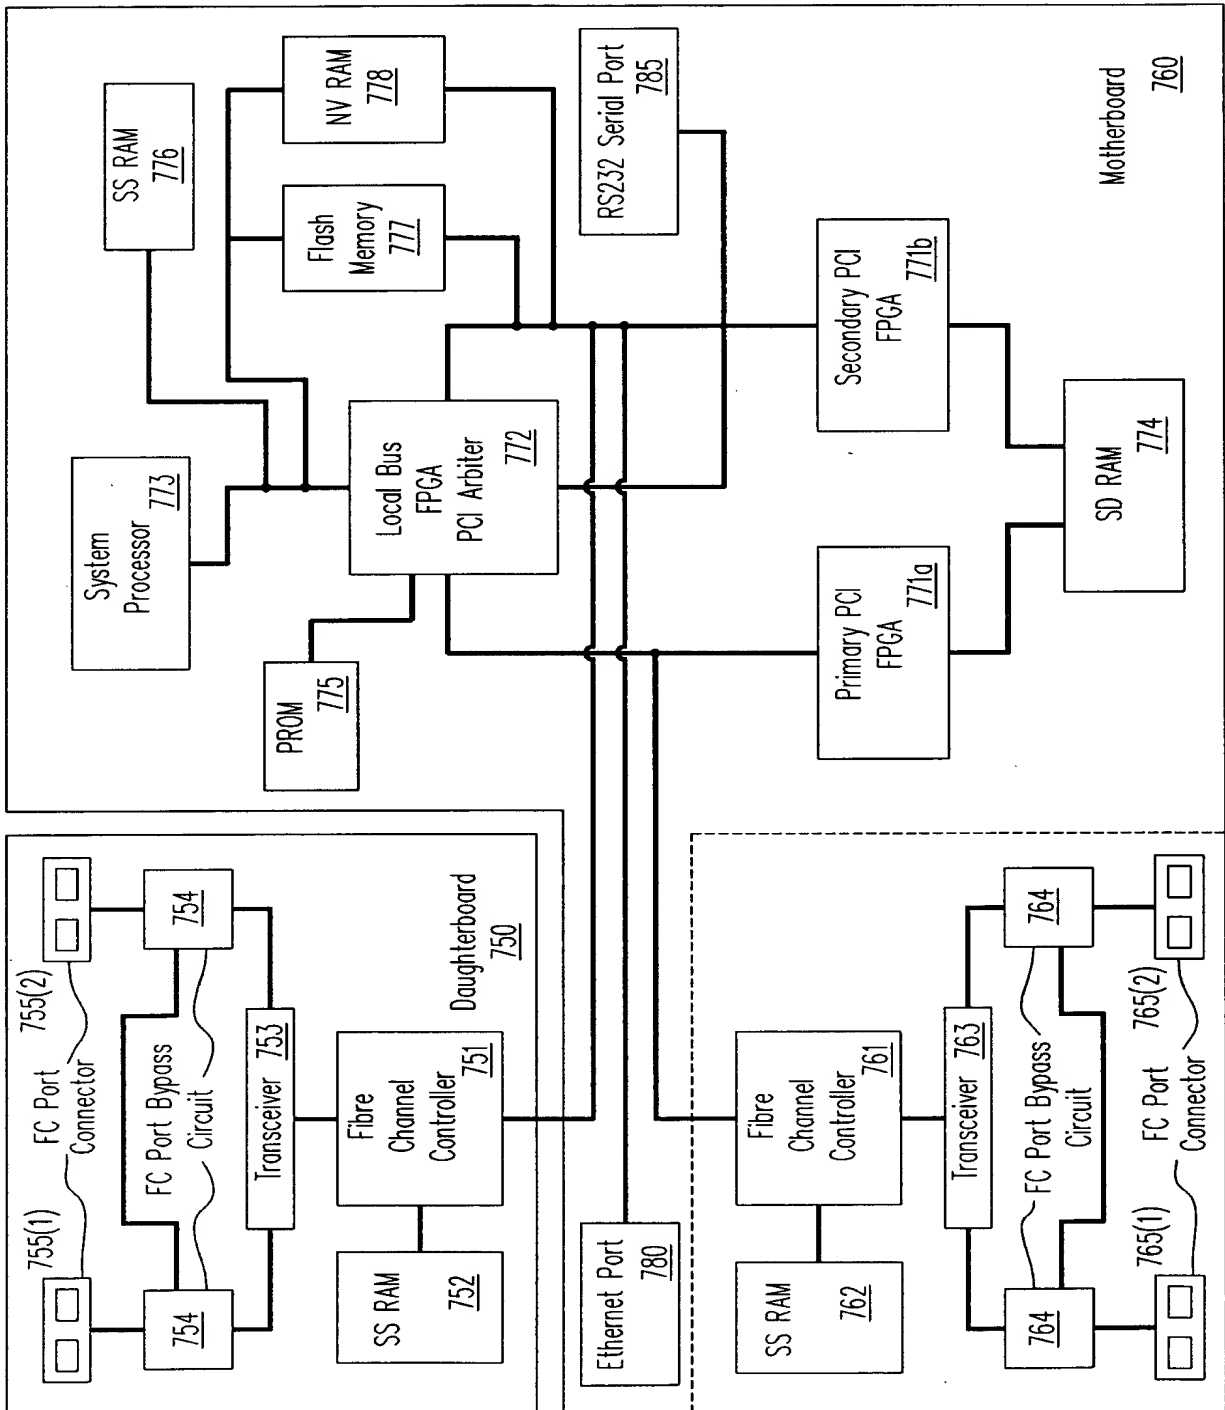 755(1)
FC Port
Connector
755(2)
754
FC Port Bypass
Circuit
754
Transceiver 753
SS RAM
752
Fibre
Channel
Controller
751
Daughterboard
750
Ethernet Port
780
SS RAM
762
Fibre
Channel
Controller
761
Transceiver 763
764
FC Port Bypass
Circuit
764
765(1)
FC Port
Connector
765(2)
System
Processor
773
SS RAM
776
PROM
775
Flash
Memory
777
NV RAM
778
Local Bus
FPGA
PCI Arbiter
772
RS232 Serial Port
785
Primary PCI
FPGA
771a
Secondary PCI
FPGA
771b
SD RAM
774
Motherboard
760